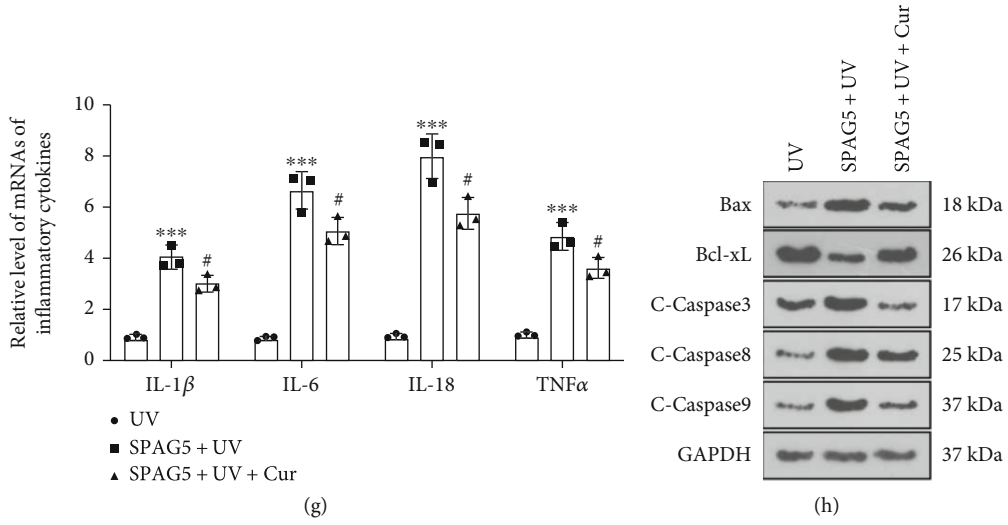 Relative level of mRNAs of
inflammatory cytokines
10
8
6
4
2
0
***
#
***
#
***
#
***
#
IL-1β
IL-6
IL-18
TNFα
UV
SPAG5 + UV
SPAG5 + UV + Cur
(g)
UV
SPAG5 + UV
SPAG5 + UV + Cur
Bax
18 kDa
Bcl-xL
26 kDa
C-Caspase3
17 kDa
C-Caspase8
25 kDa
C-Caspase9
37 kDa
GAPDH
37 kDa
(h)